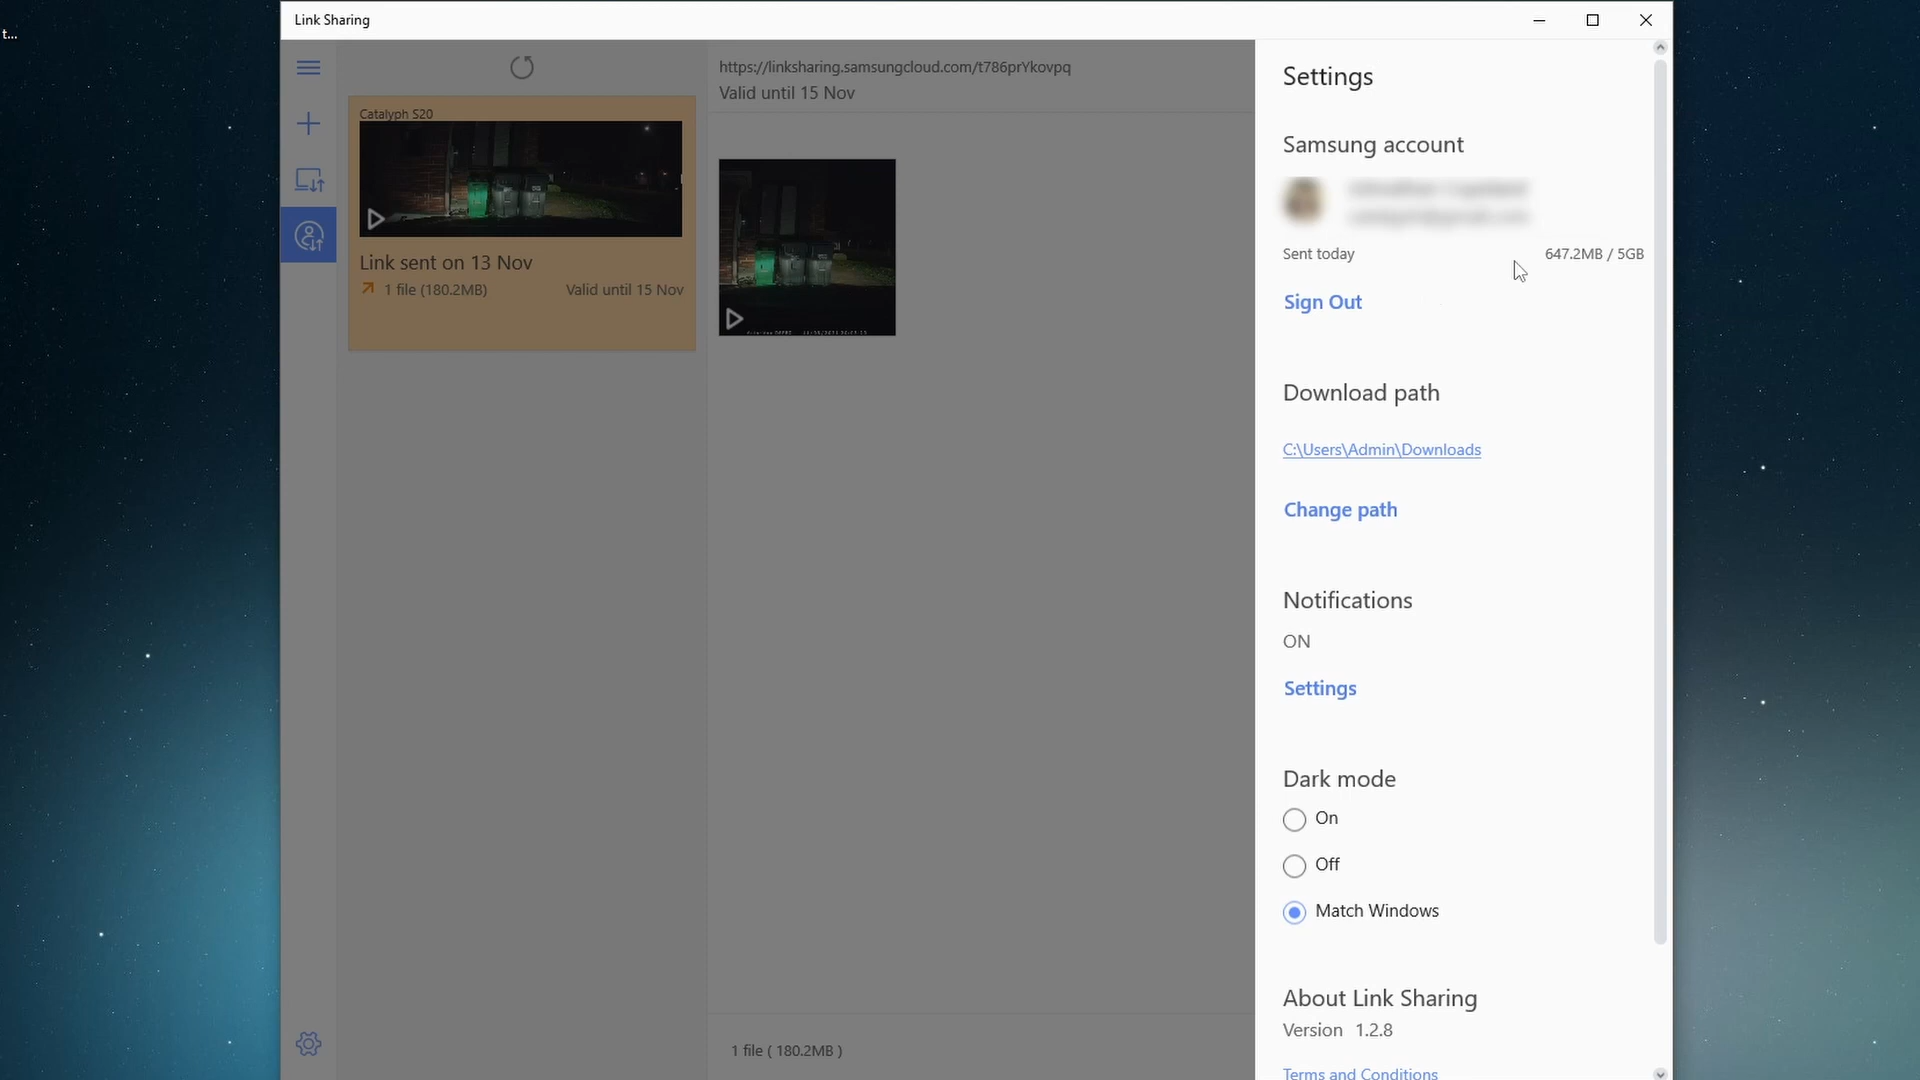 t...
Link Sharing
https://linksharing.samsungcloud.com/t786prYkovpq
Valid until 15 Nov
Catalyph S20
Link sent on 13 Nov
1 file (180.2MB)
Valid until 15 Nov
1 file ( 180.2MB )
Settings
Samsung account
Sent today
647.2MB / 5GB
Sign Out
Download path
C:\Users\Admin\Downloads
Change path
Notifications
ON
Settings
Dark mode
On
Off
Match Windows
About Link Sharing
Version 1.2.8
Terms and Conditions